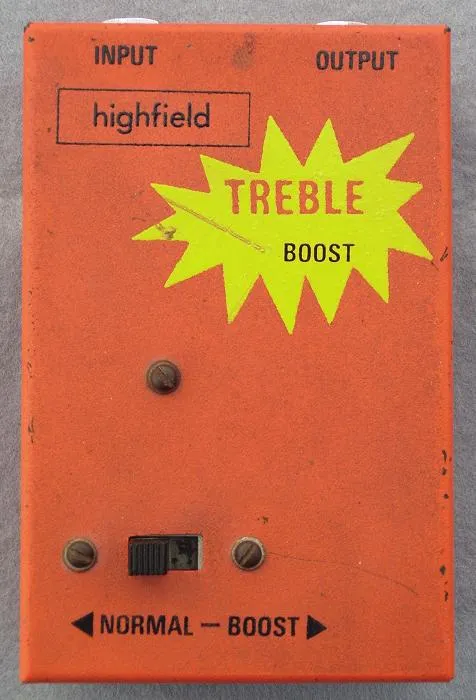 INPUT OUTPUT
highfield
TREBLE
BOOST
◀ NORMAL — BOOST ▶